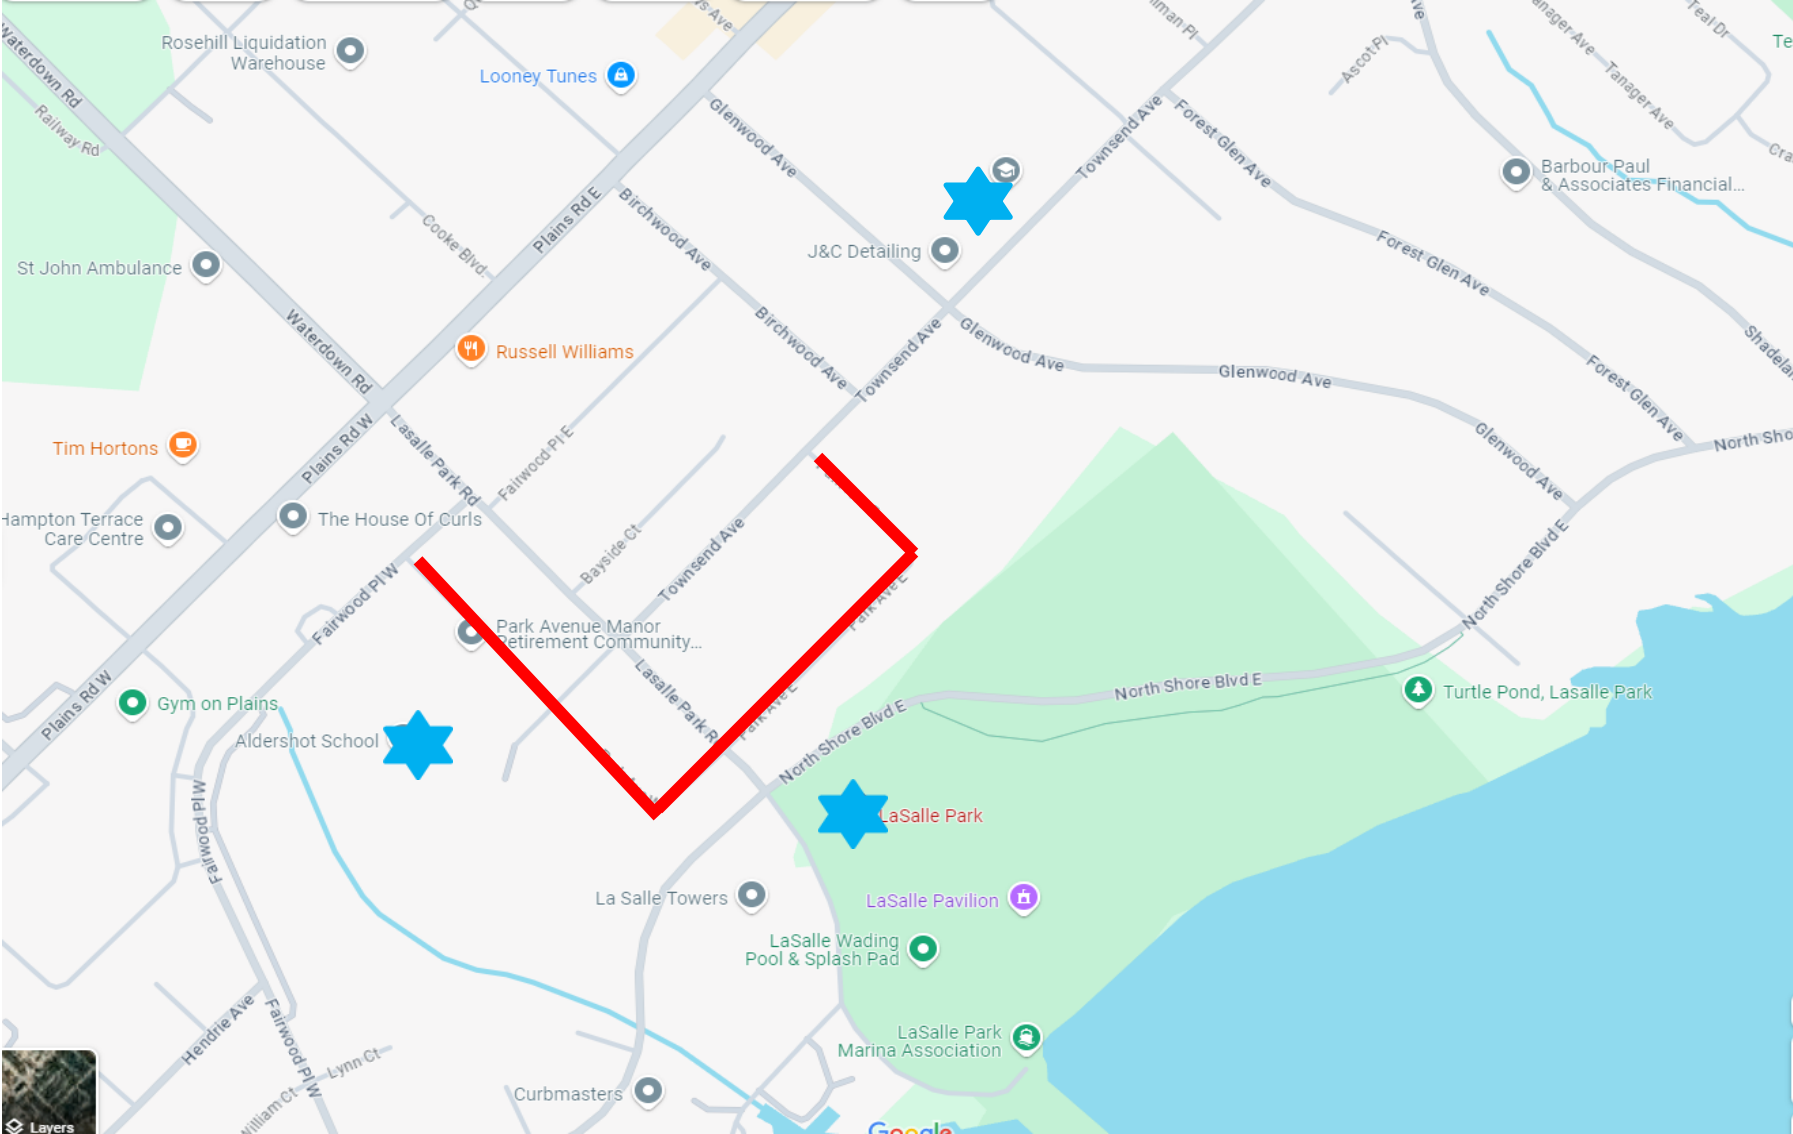 ys Ave
Teal Dr
Rosehill Liquidation
Warehouse
Waterdown Rd
Looney Tunes
Ascot Pl
Tanager Ave
Railway Rd
Glenwood Ave
Townsend Ave
Forest Glen Ave
Tanager Ave
Barbour Paul
& Associates Financial...
Plains Rd E
Birchwood Ave
Cooke Blvd.
St John Ambulance
J&C Detailing
Forest Glen Ave
Waterdown Rd
Russell Williams
Birchwood Ave
Townsend Ave
Glenwood Ave
Glenwood Ave
Forest Glen Ave
Tim Hortons
Plains Rd W
Lasalle Park Rd
Fairwood Pl E
Glenwood Ave
North Sho
Hampton Terrace
Care Centre
The House Of Curls
Bayside Ct
Townsend Ave
Fairwood Pl W
Park Avenue Manor
Retirement Community...
Park Ave E
North Shore Blvd E
Plains Rd W
Gym on Plains
Lasalle Park R
Park Ave E
North Shore Blvd E
North Shore Blvd E
Turtle Pond, Lasalle Park
Aldershot School
Fairwood Pl W
LaSalle Park
La Salle Towers
LaSalle Pavilion
LaSalle Wading
Pool & Splash Pad
Hendrie Ave
Fairwood Pl W
LaSalle Park
Marina Association
Lynn Ct
William Ct
Curbmasters
Layers
Google